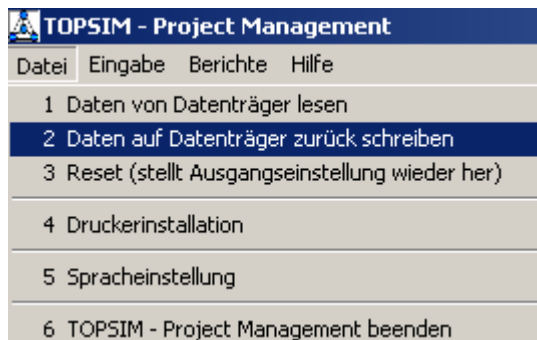 TOPSIM - Project Management
Datei Eingabe Berichte Hilfe
1 Daten von Datenträger lesen
2 Daten auf Datenträger zurück schreiben
3 Reset (stellt Ausgangseinstellung wieder her)
4 Druckerinstallation
5 Spracheinstellung
6 TOPSIM - Project Management beenden